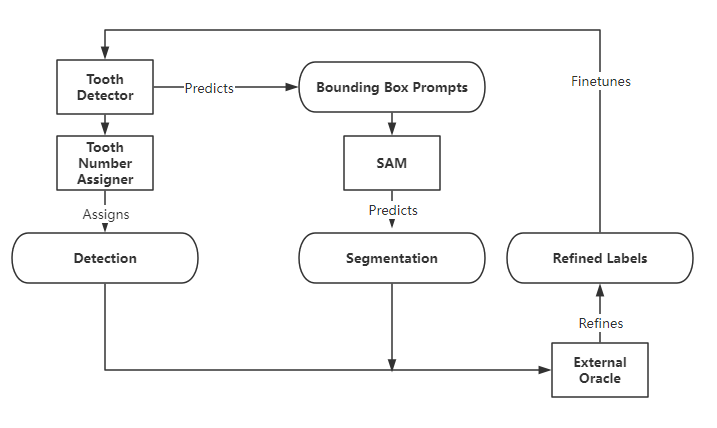 Tooth
Detector
Predicts
Bounding Box Prompts
Finetunes
Tooth
Number
Assigner
SAM
Assigns
Predicts
Detection
Segmentation
Refined Labels
Refines
External
Oracle